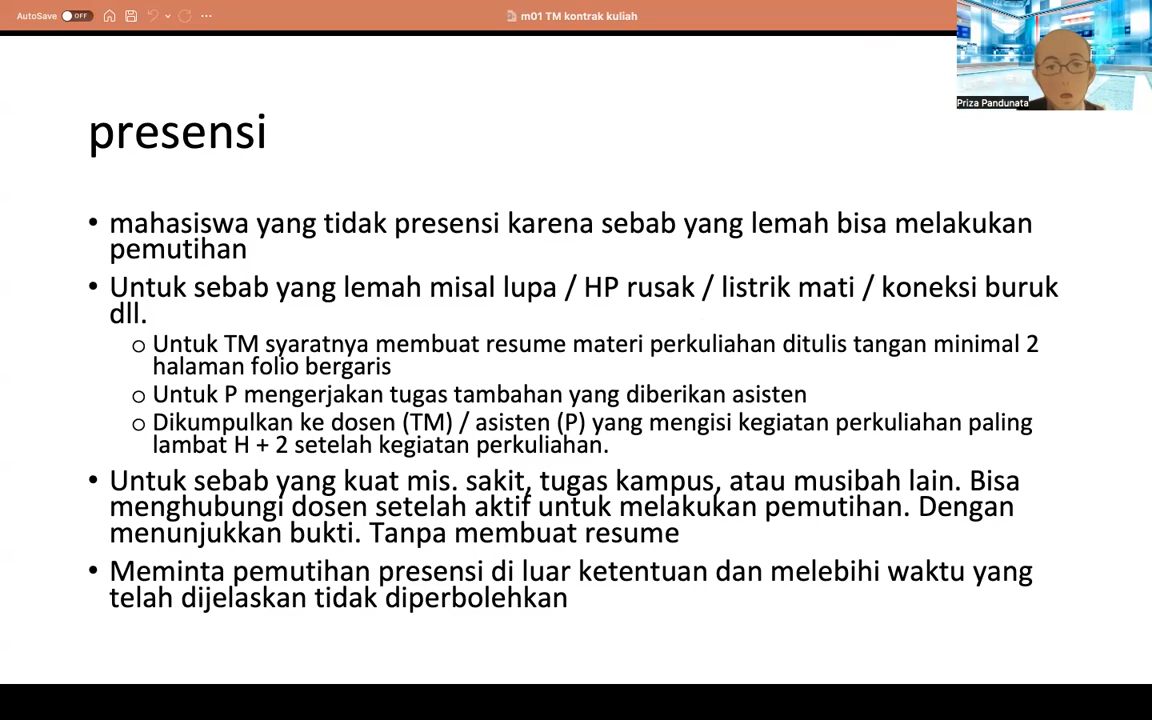 AutoSave OFF
m01 TM kontrak kuliah
Priza Pandunata
presensi
• mahasiswa yang tidak presensi karena sebab yang lemah bisa melakukan
pemutihan
• Untuk sebab yang lemah misal lupa / HP rusak / listrik mati / koneksi buruk
dll.
o Untuk TM syaratnya membuat resume materi perkuliahan ditulis tangan minimal 2
halaman folio bergaris
o Untuk P mengerjakan tugas tambahan yang diberikan asisten
o Dikumpulkan ke dosen (TM) / asisten (P) yang mengisi kegiatan perkuliahan paling
lambat H + 2 setelah kegiatan perkuliahan.
• Untuk sebab yang kuat mis. sakit, tugas kampus, atau musibah lain. Bisa
menghubungi dosen setelah aktif untuk melakukan pemutihan. Dengan
menunjukkan bukti. Tanpa membuat resume
• Meminta pemutihan presensi di luar ketentuan dan melebihi waktu yang
telah dijelaskan tidak diperbolehkan